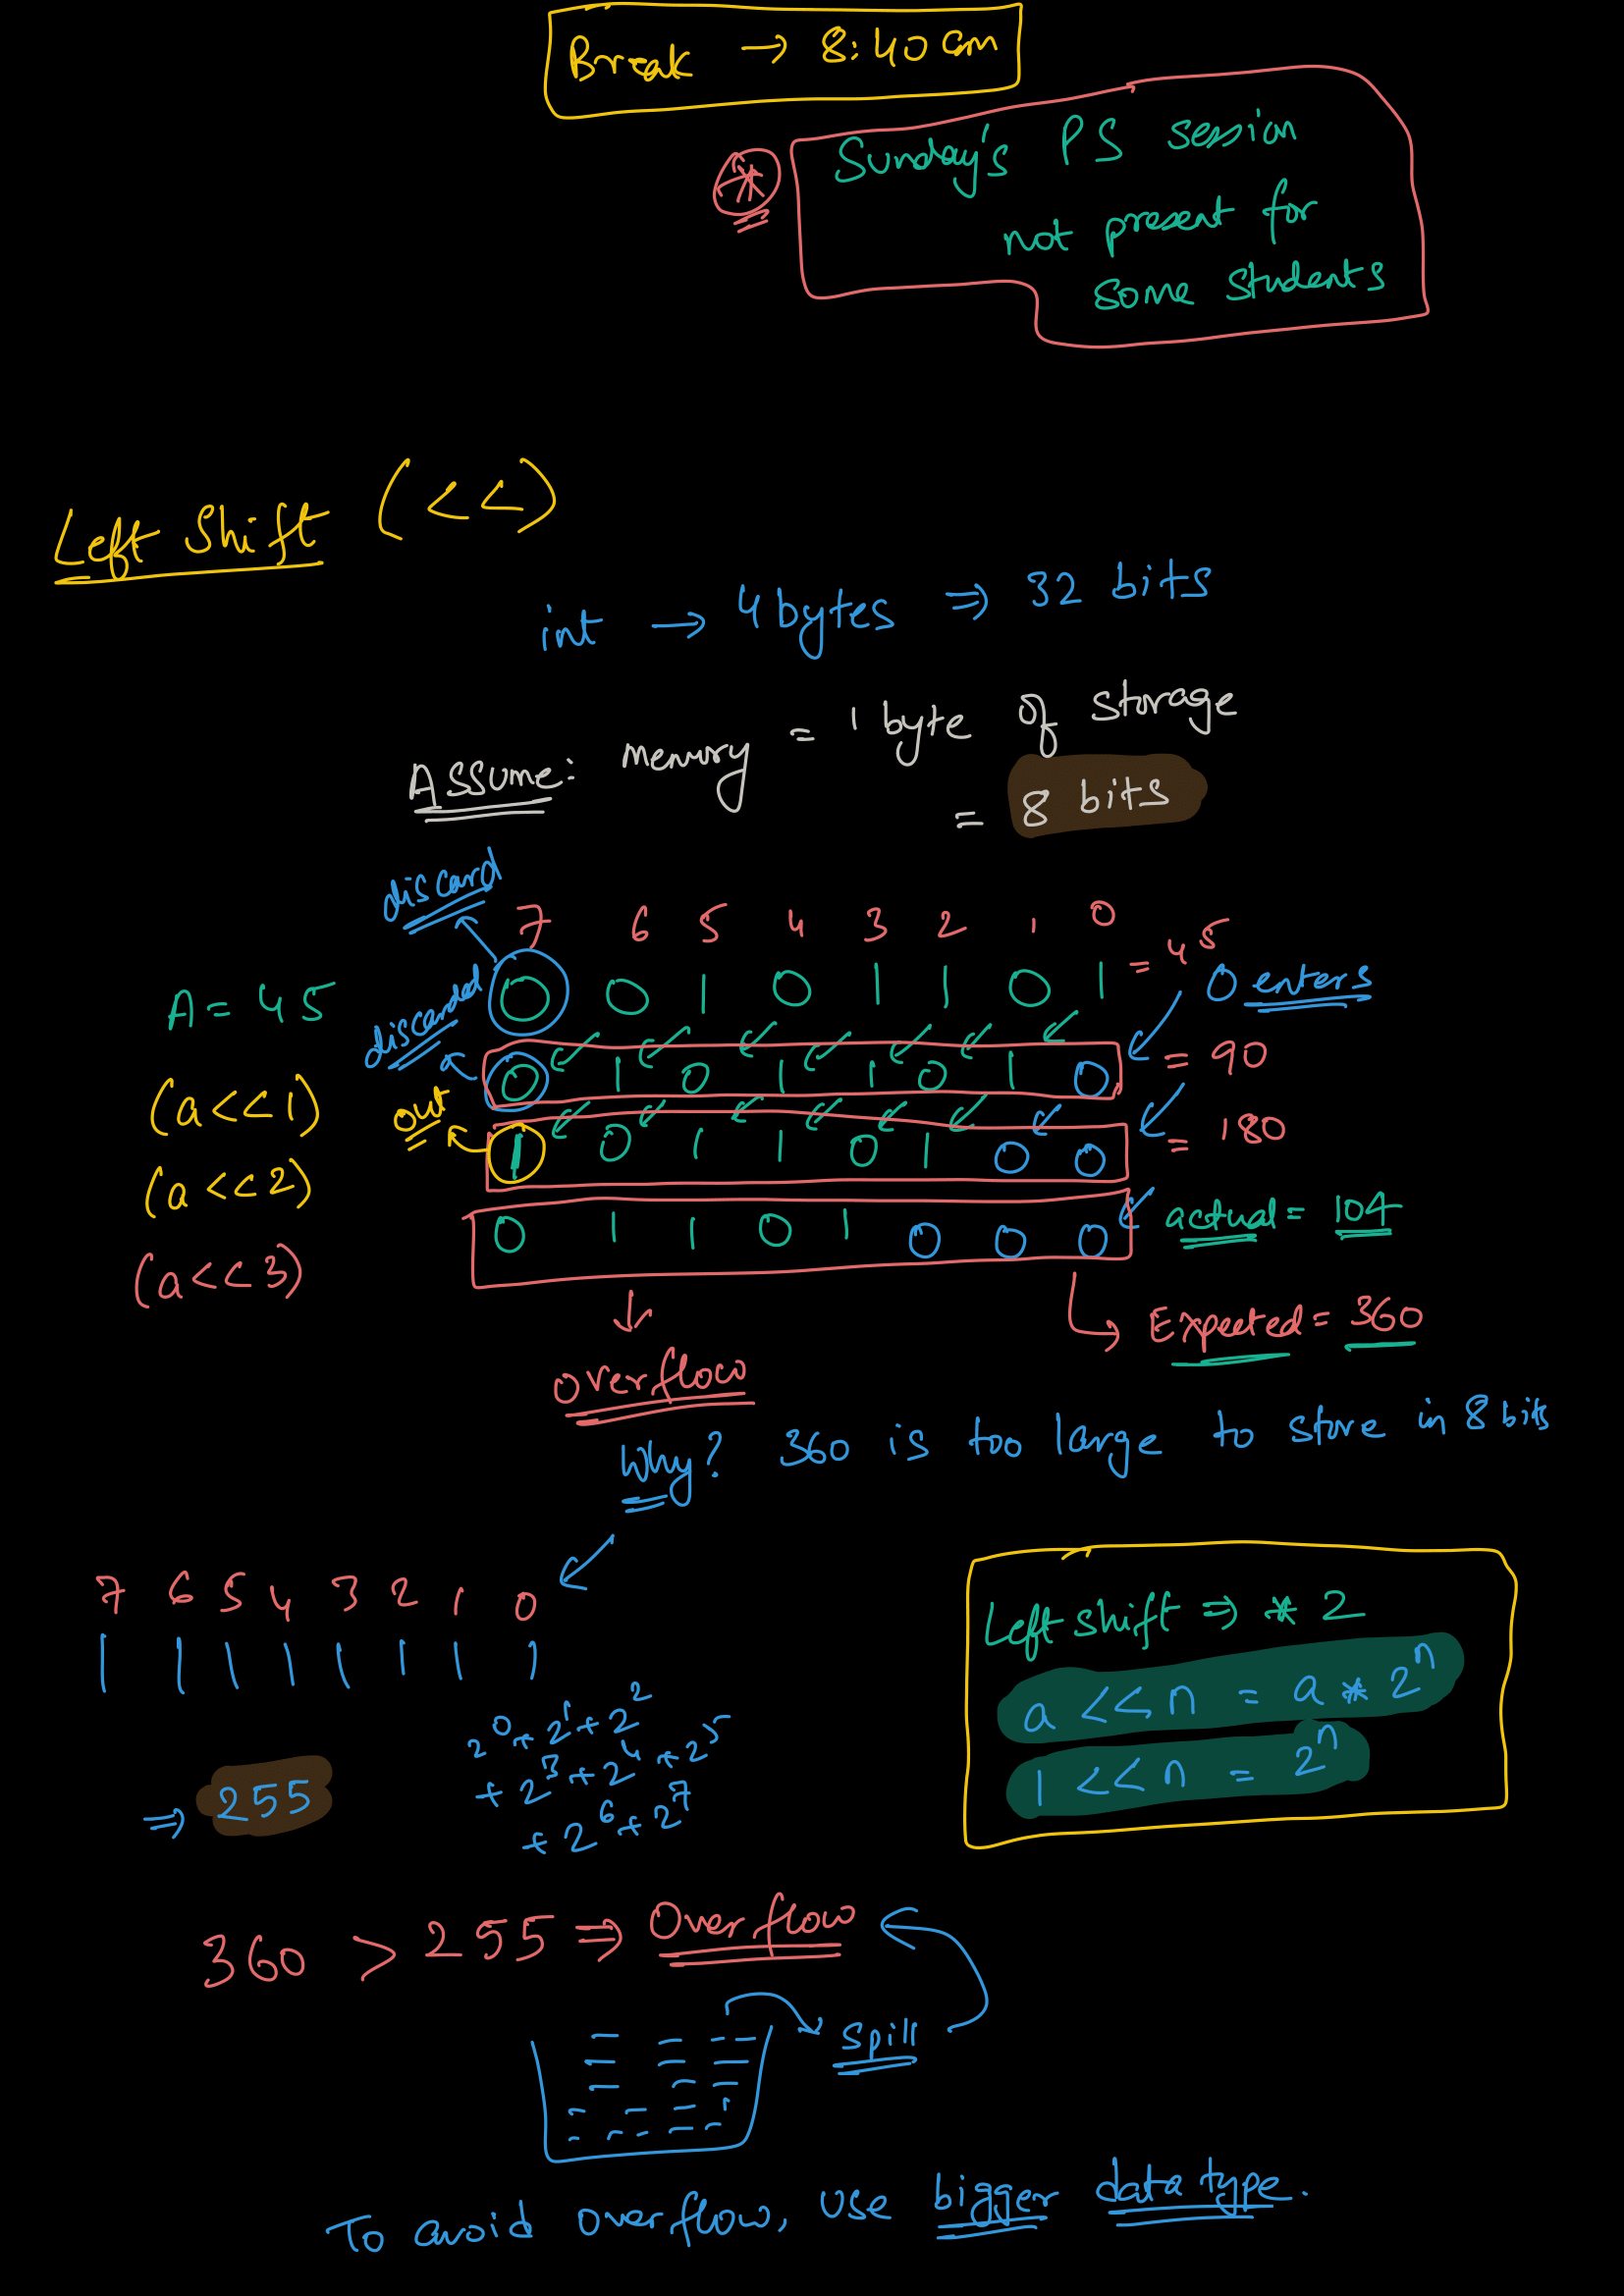 Break → 8:40 am
Sunday's PS session
not present for
some students
Left Shift (<<)
int → 4 bytes ⇒ 32 bits
ASSume: memory = 1 byte of storage
= 8 bits
discard
7 6 5 4 3 2 1 0
A = 45 0 0 1 0 1 1 0 1 = 45
0 enters
discarded
(a<<1) 0 1 0 1 1 0 1 0 = 90
out
(a<<2) 1 0 1 1 0 1 0 0 = 180
(a<<3) 0 1 1 0 1 0 0 0 actual = 104
Expected = 360
overflow
Why? 360 is too large to store in 8 bits
7 6 5 4 3 2 1 0
1 1 1 1 1 1 1 1
2^0 + 2^1 + 2^2
+ 2^3 + 2^4 + 2^5
+ 2^6 + 2^7
⇒ 255
Left shift ⇒ * 2
a << n = a * 2^n
1 << n = 2^n
360 > 255 ⇒ Overflow
Spill
To avoid overflow, use bigger data type.